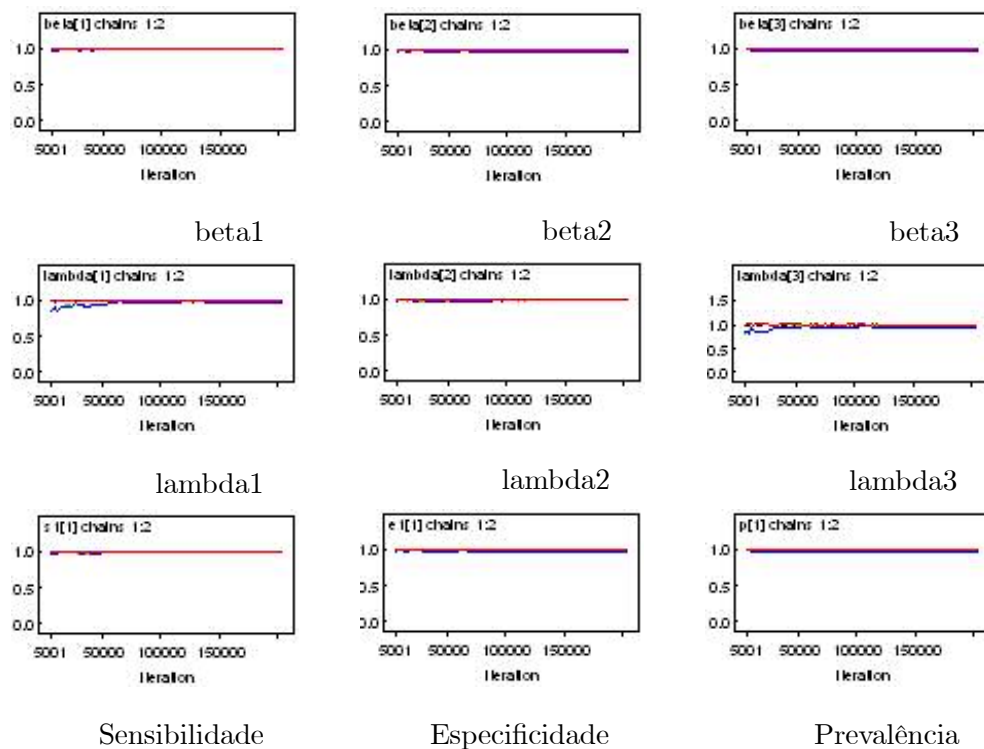 beta[1] chains 1:2
1.0
0.5
0.0
5001 50000 100000 150000
Iteration
beta1
beta[2] chains 1:2
1.0
0.5
0.0
5001 50000 100000 150000
Iteration
beta2
beta[3] chains 1:2
1.0
0.5
0.0
5001 50000 100000 150000
Iteration
beta3
lambda[1] chains 1:2
1.0
0.5
0.0
5001 50000 100000 150000
Iteration
lambda1
lambda[2] chains 1:2
1.0
0.5
0.0
5001 50000 100000 150000
Iteration
lambda2
lambda[3] chains 1:2
1.5
1.0
0.5
0.0
5001 50000 100000 150000
Iteration
lambda3
s1[1] chains 1:2
1.0
0.5
0.0
5001 50000 100000 150000
Iteration
Sensibilidade
e1[1] chains 1:2
1.0
0.5
0.0
5001 50000 100000 150000
Iteration
Especificidade
p[1] chains 1:2
1.0
0.5
0.0
5001 50000 100000 150000
Iteration
Prevalência